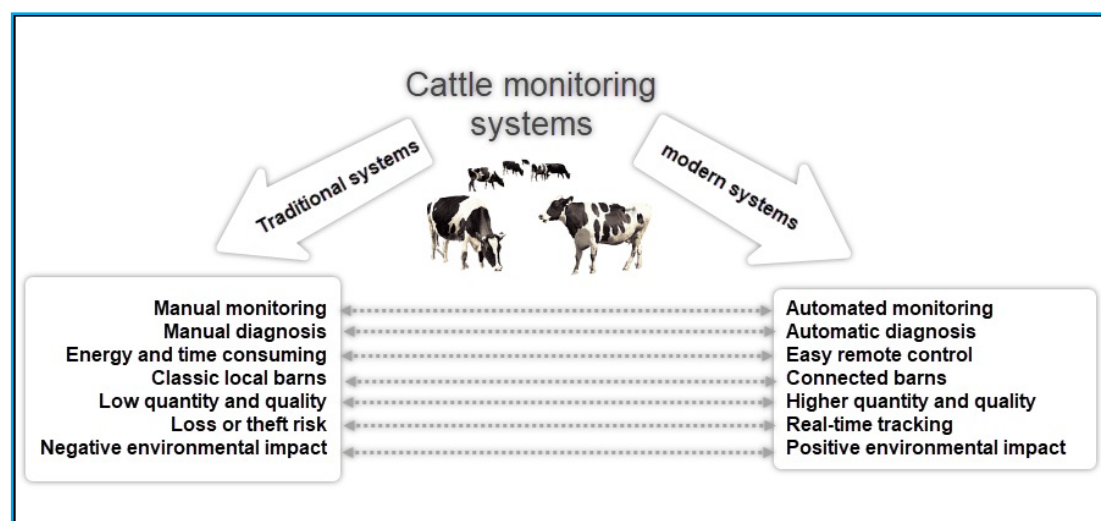 Cattle monitoring
systems
Traditional systems
modern systems
Manual monitoring
Manual diagnosis
Energy and time consuming
Classic local barns
Low quantity and quality
Loss or theft risk
Negative environmental impact
Automated monitoring
Automatic diagnosis
Easy remote control
Connected barns
Higher quantity and quality
Real-time tracking
Positive environmental impact